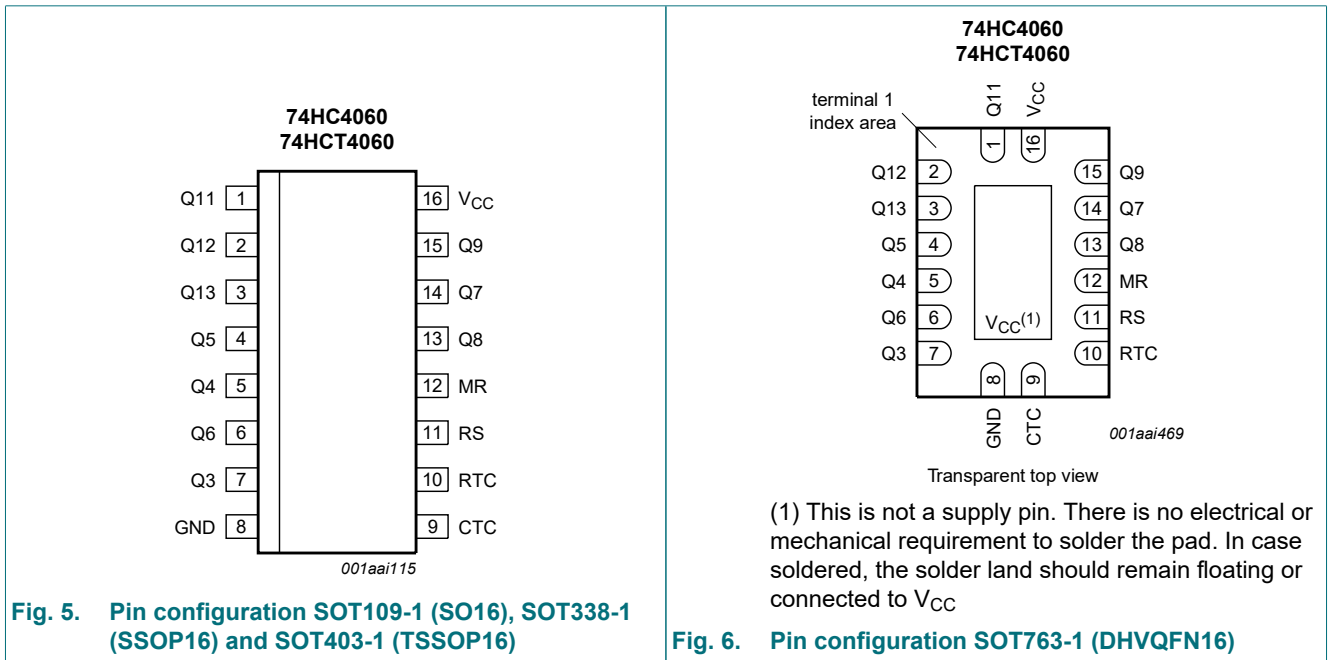 74HC4060
74HCT4060
Q11 1 16 VCC
Q12 2 15 Q9
Q13 3 14 Q7
Q5 4 13 Q8
Q4 5 12 MR
Q6 6 11 RS
Q3 7 10 RTC
GND 8 9 CTC
001aai115
Fig. 5. Pin configuration SOT109-1 (SO16), SOT338-1
(SSOP16) and SOT403-1 (TSSOP16)
74HC4060
74HCT4060
terminal 1
index area
Q11 VCC
1 16
Q12 2 15 Q9
Q13 3 14 Q7
Q5 4 13 Q8
Q4 5 12 MR
Q6 6 11 RS
VCC(1)
Q3 7 10 RTC
8 9
GND CTC
001aai469
Transparent top view
(1) This is not a supply pin. There is no electrical or
mechanical requirement to solder the pad. In case
soldered, the solder land should remain floating or
connected to VCC
Fig. 6. Pin configuration SOT763-1 (DHVQFN16)